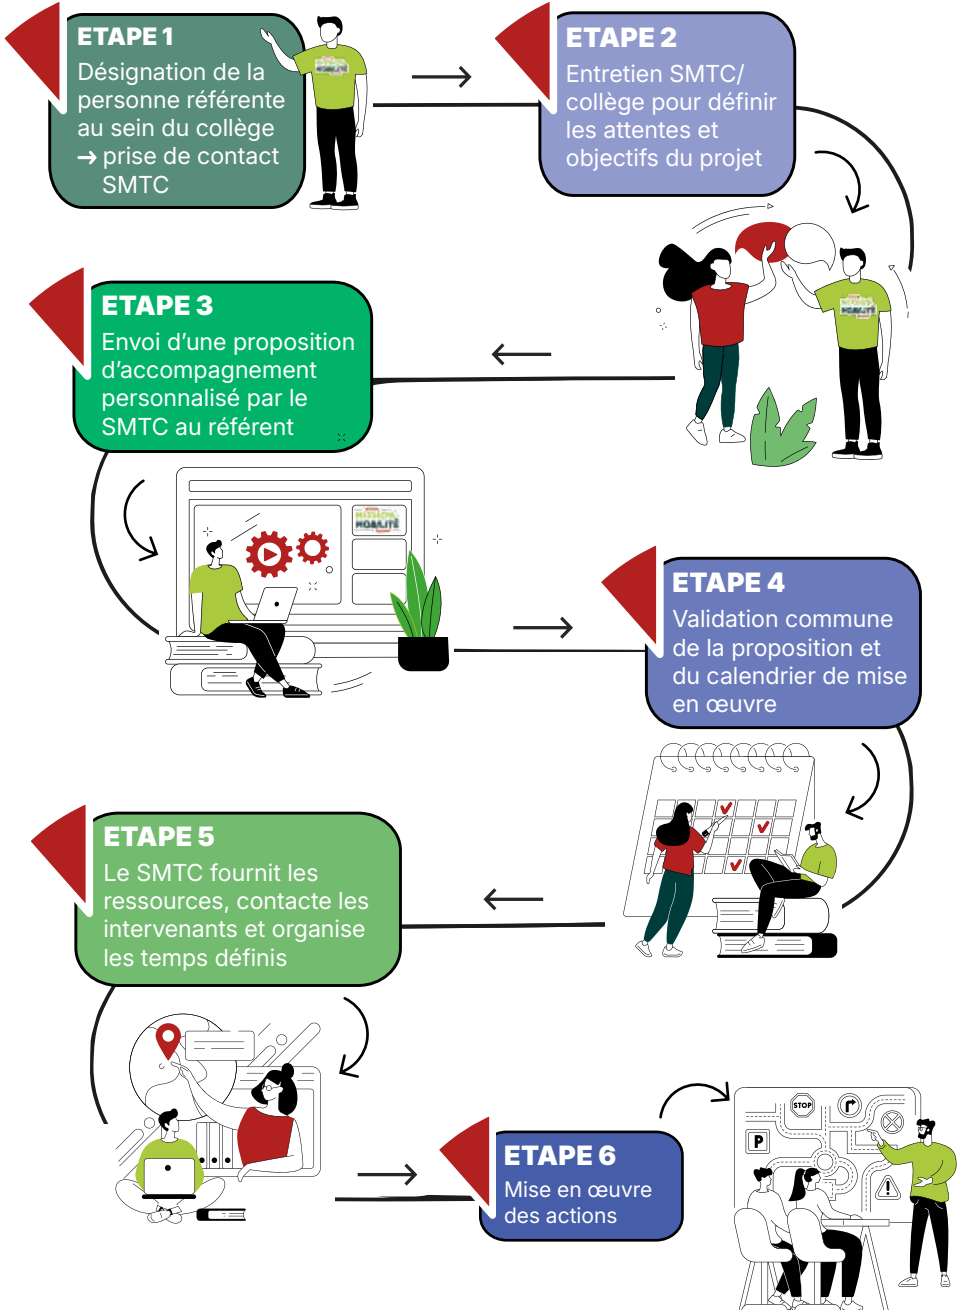 ETAPE 1
Désignation de la
personne référente
au sein du collège
→ prise de contact
SMTC
ETAPE 2
Entretien SMTC/
collège pour définir
les attentes et
objectifs du projet
MOBILITÉ
ETAPE 3
Envoi d’une proposition
d’accompagnement
personnalisé par le
SMTC au référent
MISSION
MOBILITÉ
ETAPE 4
Validation commune
de la proposition et
du calendrier de mise
en œuvre
ETAPE 5
Le SMTC fournit les
ressources, contacte les
intervenants et organise
les temps définis
ETAPE 6
Mise en œuvre
des actions
STOP
P
!